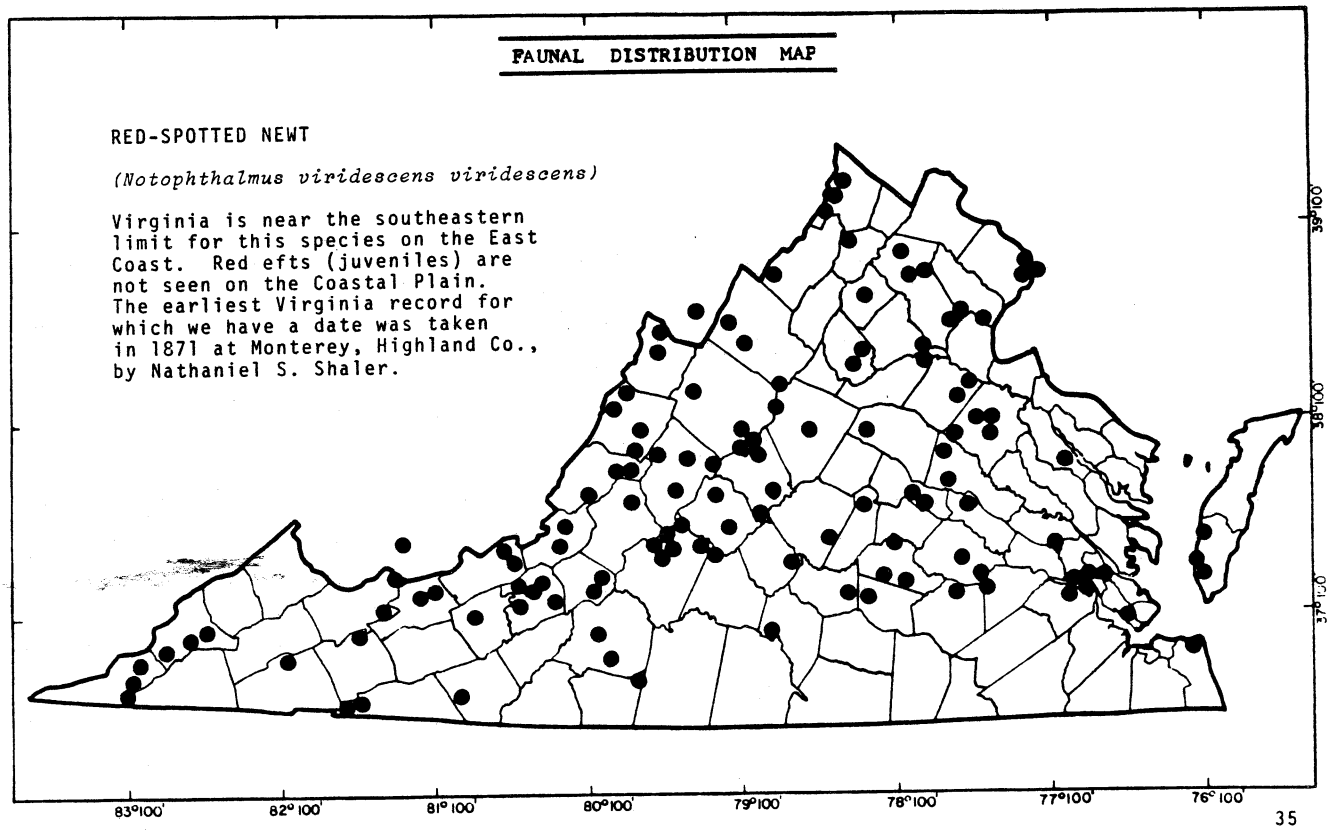 FAUNAL DISTRIBUTION MAP
RED-SPOTTED NEWT
(Notophthalmus viridescens viridescens)
Virginia is near the southeastern
limit for this species on the East
Coast. Red efts (juveniles) are
not seen on the Coastal Plain.
The earliest Virginia record for
which we have a date was taken
in 1871 at Monterey, Highland Co.,
by Nathaniel S. Shaler.
39°00'
38°00'
37°00'
83°00'
82°00'
81°00'
80°00'
79°00'
78°00'
77°00'
76°00'
35